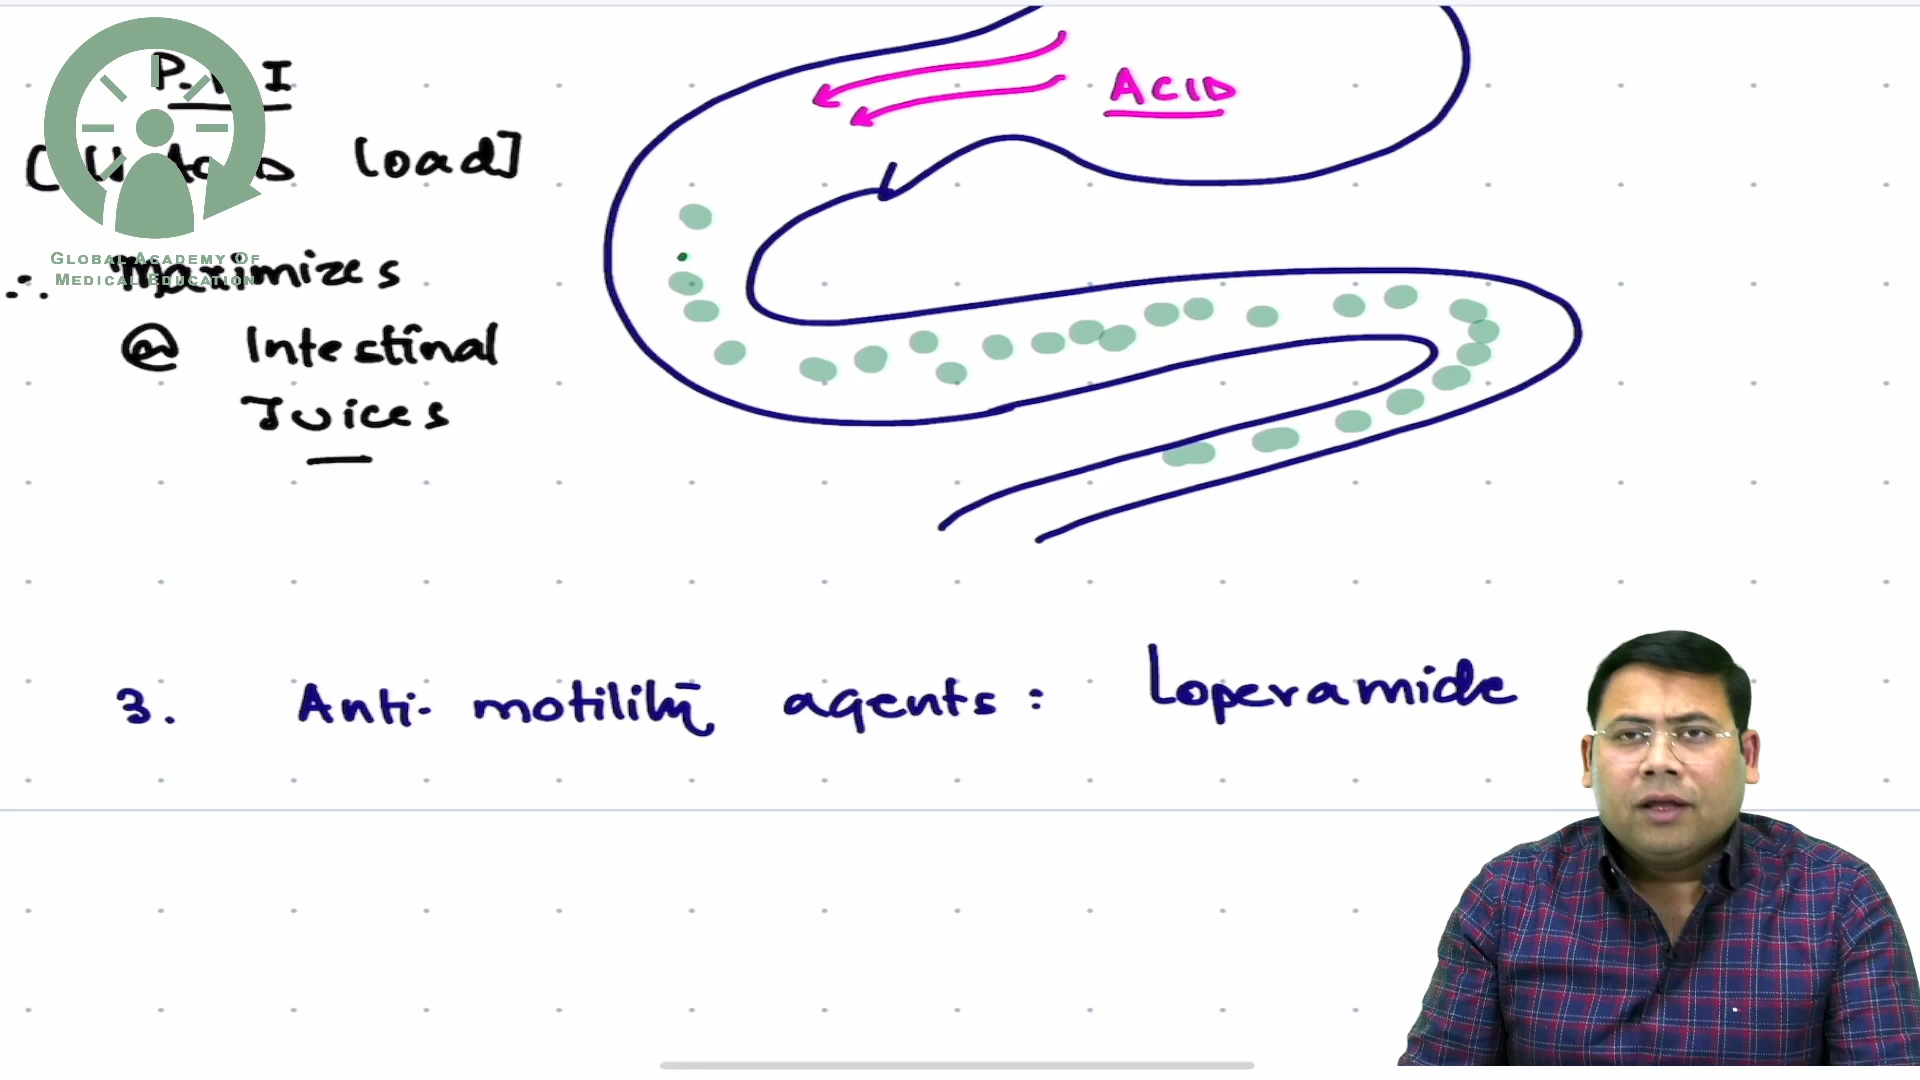 P. I
load]
ACID
GLOBAL ACADEMY OF
MEDICAL EDUCATION
∴ maximizes
@ Intestinal
Juices
3. Anti-motility agents: Loperamide